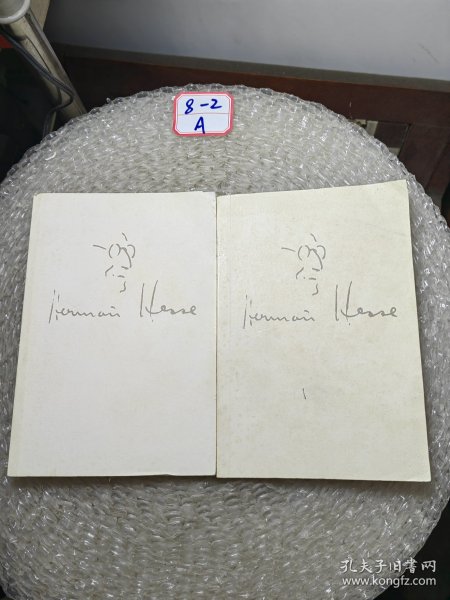 8-2
A
Hermann Hesse
Hermann Hesse
孔夫子旧书网
www.kongfz.com